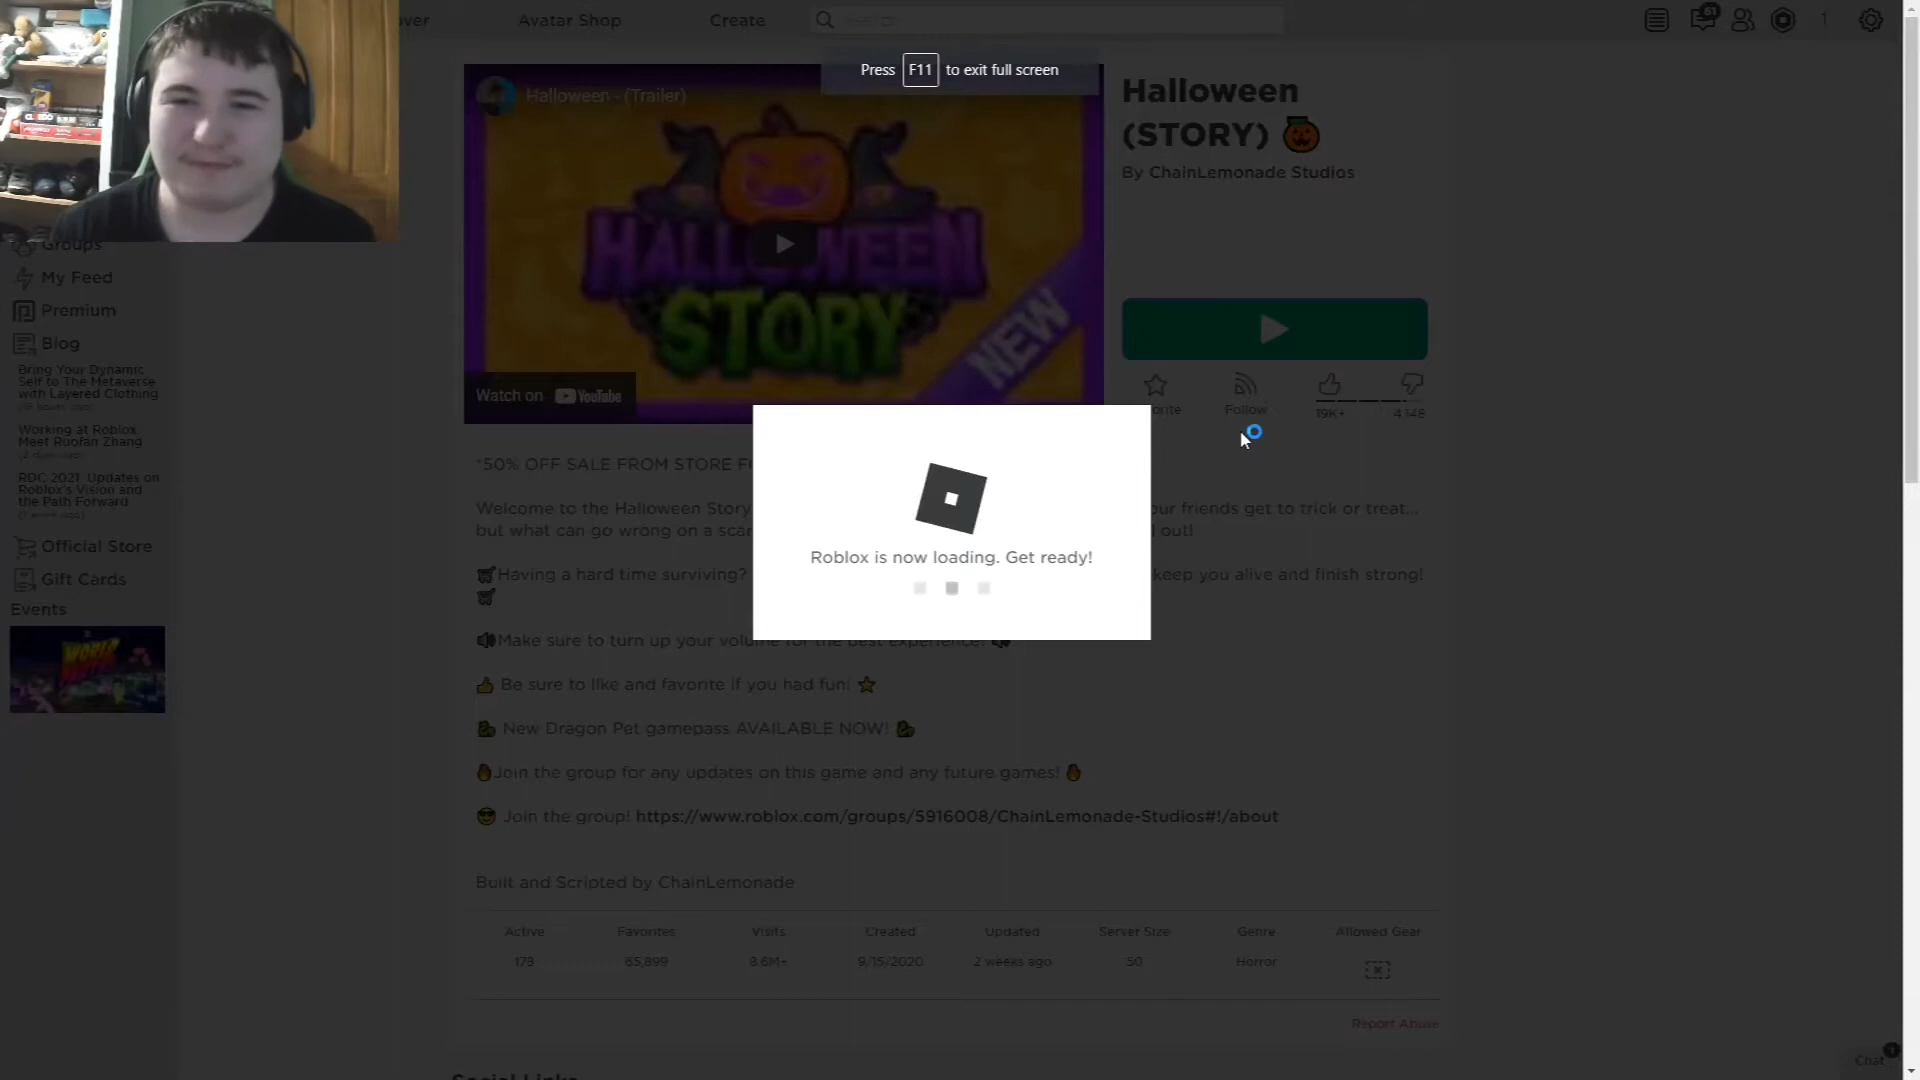 Avatar Shop
Create
61
1
Press F11 to exit full screen
Halloween - (Trailer)
HALLOWEEN
STORY
NEW
Watch on YouTube
Halloween
(STORY)
By ChainLemonade Studios
Follow
19K+
4,148
Groups
My Feed
Premium
Blog
Bring Your Dynamic
Self to The Metaverse
with Layered Clothing
Working at Roblox:
Meet Ruofan Zhang
RDC 2021: Updates on
Roblox's Vision and
the Path Forward
Official Store
Gift Cards
Events
Roblox is now loading. Get ready!
*50% OFF SALE FROM STORE
Welcome to the Halloween Story
friends get to trick or treat...
but what can go wrong on a
out!
Having a hard time surviving?
keep you alive and finish strong!
Make sure to turn up your volume for the best experience!
Be sure to like and favorite if you had fun!
New Dragon Pet gamepass AVAILABLE NOW!
Join the group for any updates on this game and any future games!
Join the group! https://www.roblox.com/groups/5916008/ChainLemonade-Studios#!/about
Built and Scripted by ChainLemonade
Active Favorites Visits Created Updated Server Size Genre Allowed Gear
179 65,899 8.6M+ 9/15/2020 2 weeks ago 50 Horror
Report Abuse
Chat